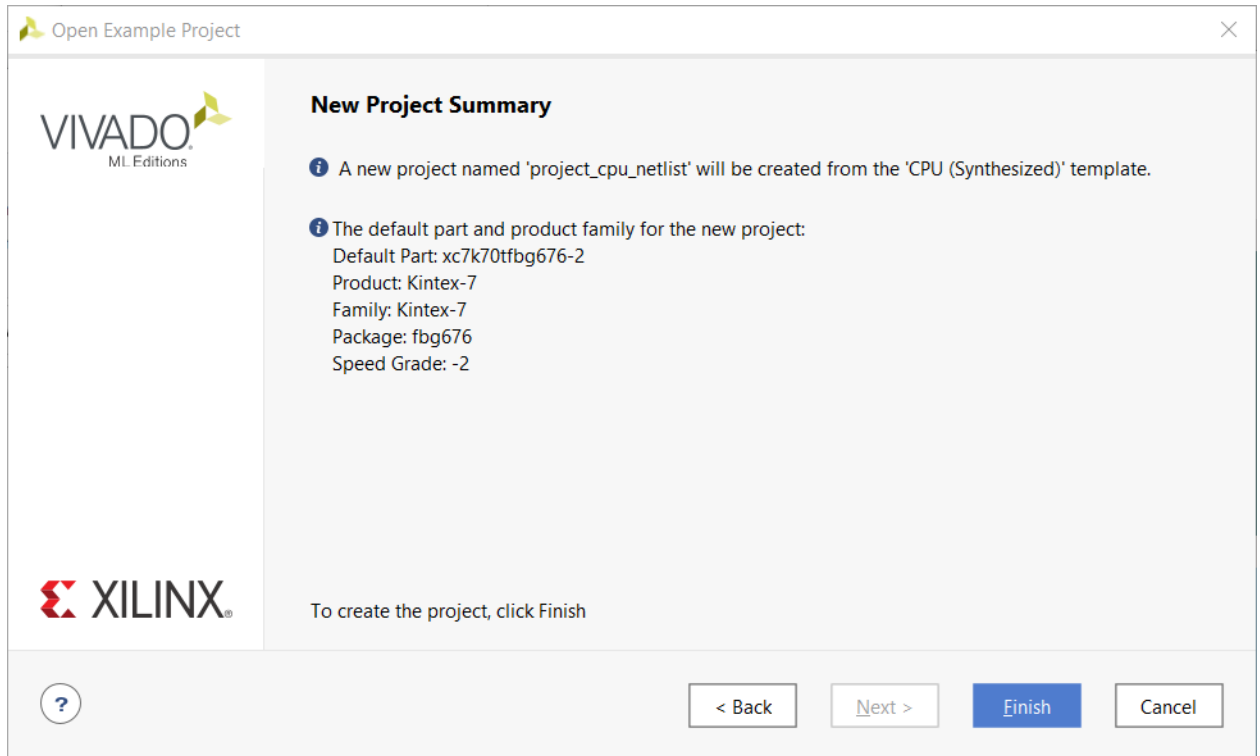 Open Example Project
VIVADO.
ML Editions
New Project Summary
A new project named 'project_cpu_netlist' will be created from the 'CPU (Synthesized)' template.
The default part and product family for the new project:
Default Part: xc7k70tfbg676-2
Product: Kintex-7
Family: Kintex-7
Package: fbg676
Speed Grade: -2
XILINX®
To create the project, click Finish
?
< Back
Next >
Finish
Cancel